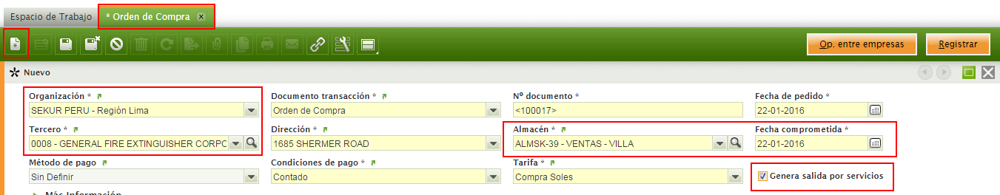 Espacio de Trabajo * Orden de Compra x
Op. entre empresas Registrar
Nuevo
Organización * Documento transacción * Nº documento * Fecha de pedido *
SEKUR PERU - Región Lima Orden de Compra <100017> 22-01-2016
Tercero * Dirección * Almacén * Fecha comprometida *
0008 - GENERAL FIRE EXTINGUISHER CORPO 1685 SHERMER ROAD ALMSK-39 - VENTAS - VILLA 22-01-2016
Método de pago Condiciones de pago * Tarifa *
Sin Definir Contado Compra Soles Genera salida por servicios
Más Información